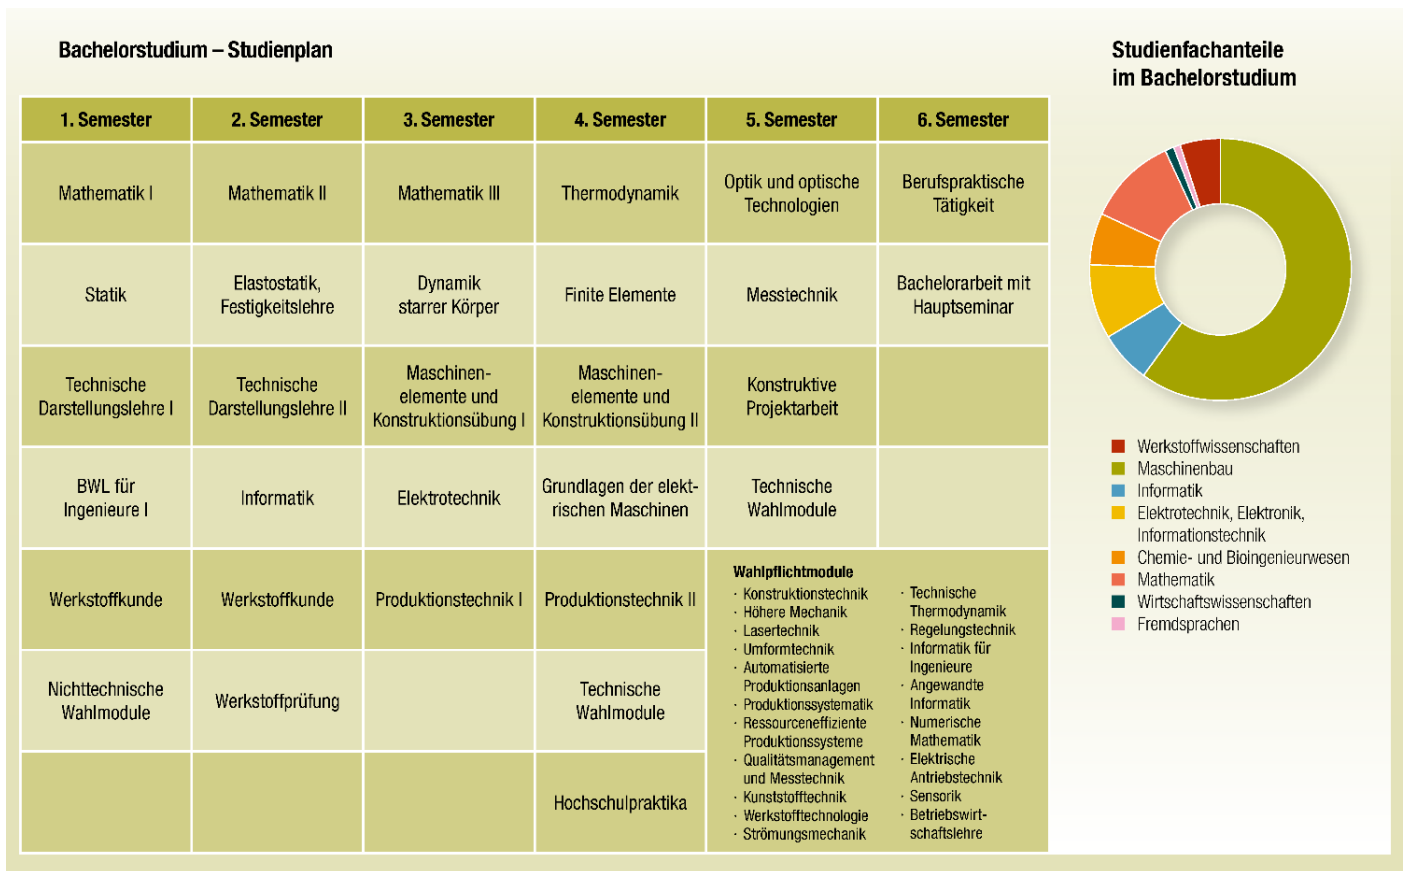 Bachelorstudium – Studienplan
Studienfachanteile
im Bachelorstudium
1. Semester
2. Semester
3. Semester
4. Semester
5. Semester
6. Semester
Mathematik I
Mathematik II
Mathematik III
Thermodynamik
Optik und optische
Technologien
Berufspraktische
Tätigkeit
Statik
Elastostatik,
Festigkeitslehre
Dynamik
starrer Körper
Finite Elemente
Messtechnik
Bachelorarbeit mit
Hauptseminar
Technische
Darstellungslehre I
Technische
Darstellungslehre II
Maschinen-
elemente und
Konstruktionsübung I
Maschinen-
elemente und
Konstruktionsübung II
Konstruktive
Projektarbeit
BWL für
Ingenieure I
Informatik
Elektrotechnik
Grundlagen der elekt-
rischen Maschinen
Technische
Wahlmodule
Werkstoffkunde
Werkstoffkunde
Produktionstechnik I
Produktionstechnik II
Nichttechnische
Wahlmodule
Werkstoffprüfung
Technische
Wahlmodule
Hochschulpraktika
Wahlpflichtmodule
· Konstruktionstechnik
· Höhere Mechanik
· Lasertechnik
· Umformtechnik
· Automatisierte
Produktionsanlagen
· Produktionssystematik
· Ressourceneffiziente
Produktionssysteme
· Qualitätsmanagement
und Messtechnik
· Kunststofftechnik
· Werkstofftechnologie
· Strömungsmechanik
· Technische
Thermodynamik
· Regelungstechnik
· Informatik für
Ingenieure
· Angewandte
Informatik
· Numerische
Mathematik
· Elektrische
Antriebstechnik
· Sensorik
· Betriebswirt-
schaftslehre
Werkstoffwissenschaften
Maschinenbau
Informatik
Elektrotechnik, Elektronik,
Informationstechnik
Chemie- und Bioingenieurwesen
Mathematik
Wirtschaftswissenschaften
Fremdsprachen